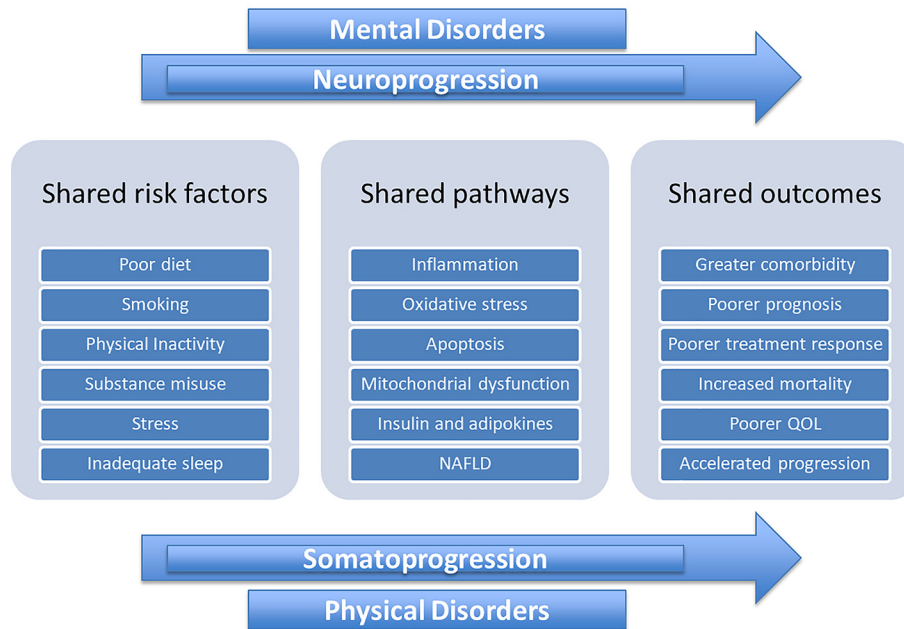 Mental Disorders
Neuroprogression
Shared risk factors
Poor diet
Smoking
Physical Inactivity
Substance misuse
Stress
Inadequate sleep
Shared pathways
Inflammation
Oxidative stress
Apoptosis
Mitochondrial dysfunction
Insulin and adipokines
NAFLD
Shared outcomes
Greater comorbidity
Poorer prognosis
Poorer treatment response
Increased mortality
Poorer QOL
Accelerated progression
Somatoprogression
Physical Disorders